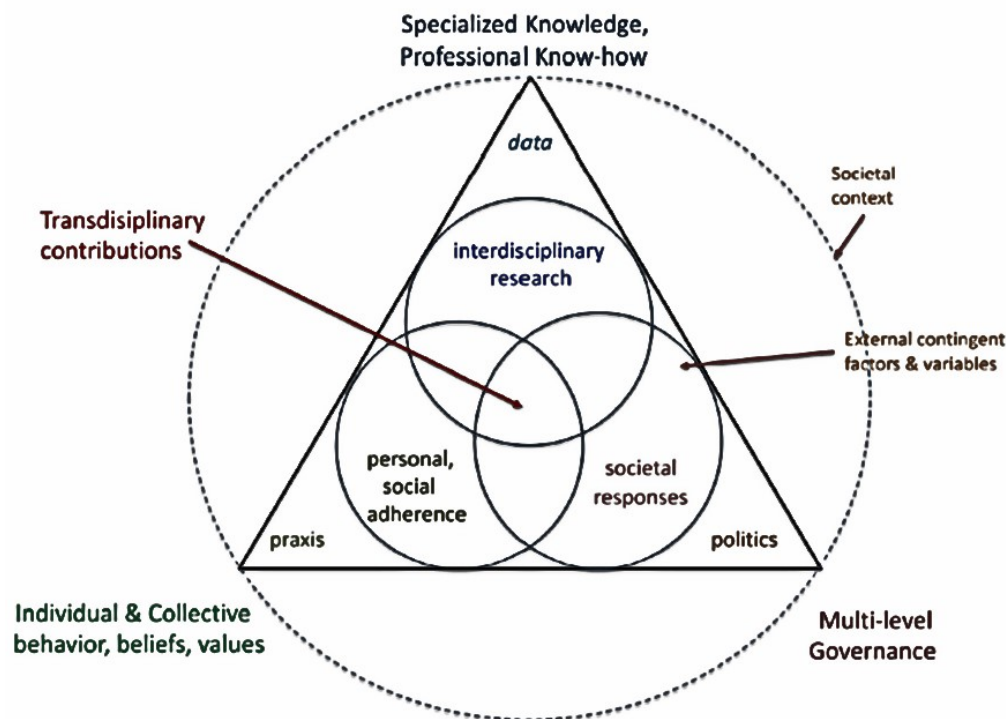 Specialized Knowledge,
Professional Know-how
data
Societal
context
Transdisiplinary
contributions
interdisciplinary
research
External contingent
factors & variables
personal,
social
adherence
societal
responses
praxis
politics
Individual & Collective
behavior, beliefs, values
Multi-level
Governance